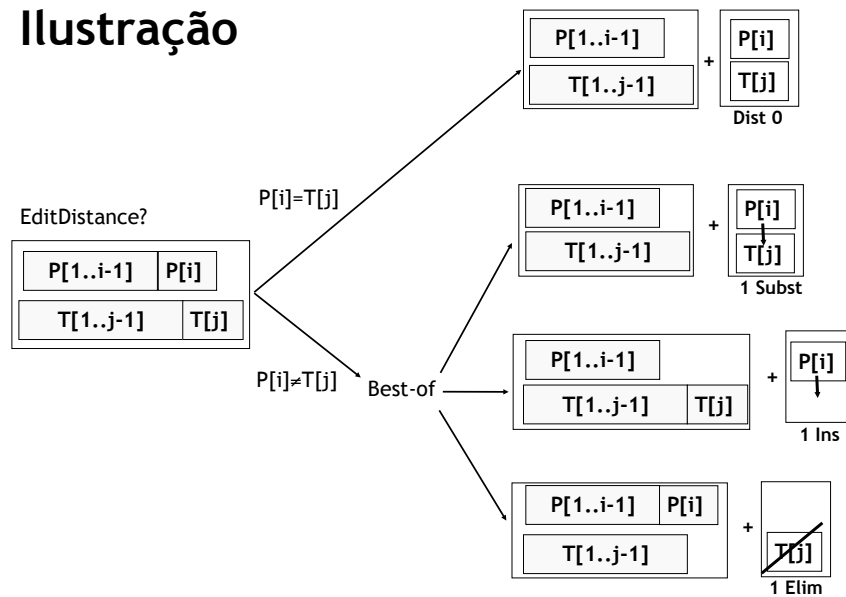 Ilustração
P[1..i-1]
T[1..j-1]
+
P[i]
T[j]
Dist 0
P[i]=T[j]
EditDistance?
P[1..i-1] P[i]
T[1..j-1] T[j]
P[1..i-1]
T[1..j-1]
+
P[i]
T[j]
1 Subst
P[i]≠T[j]
Best-of
P[1..i-1]
T[1..j-1] T[j]
+
P[i]
1 Ins
P[1..i-1] P[i]
T[1..j-1]
+
T[j]
1 Elim